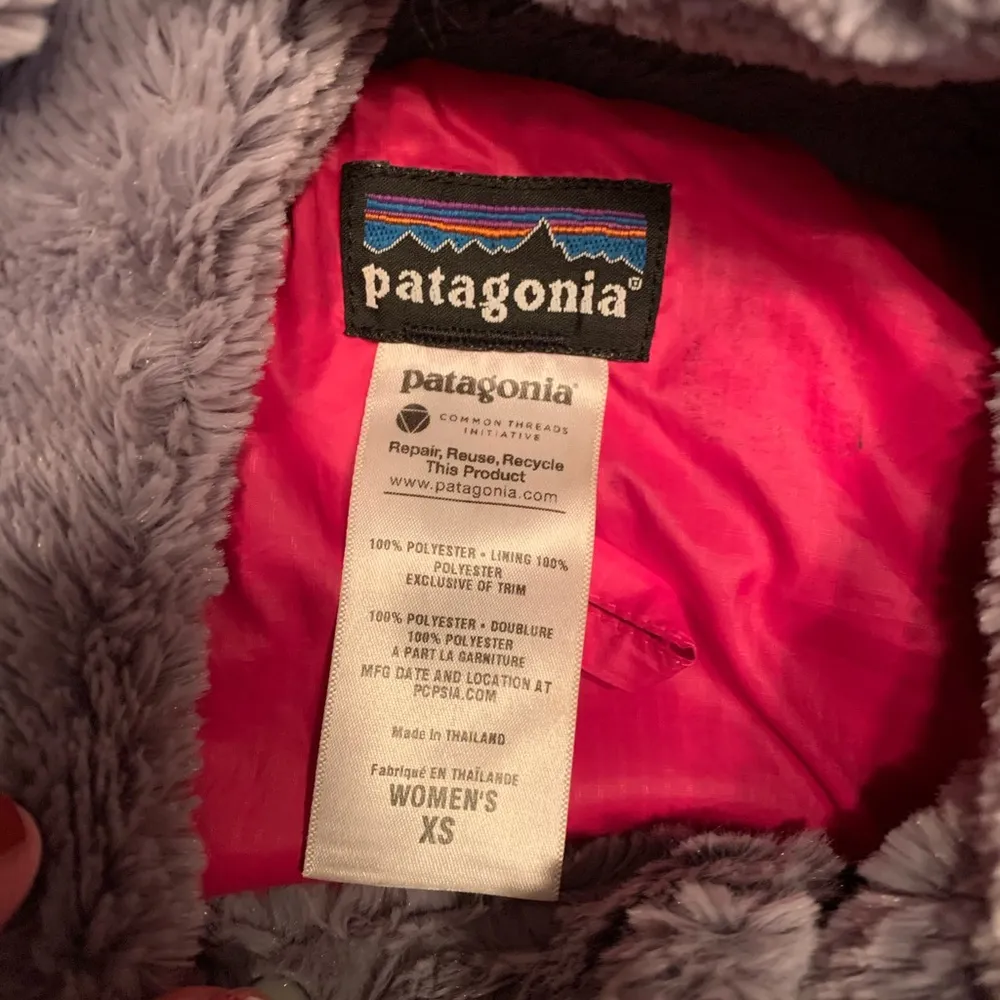 patagonia®
patagonia®
COMMON THREADS
INITIATIVE
Repair, Reuse, Recycle
This Product
www.patagonia.com
100% POLYESTER • LINING 100%
POLYESTER
EXCLUSIVE OF TRIM
100% POLYESTER • DOUBLURE
100% POLYESTER
A PART LA GARNITURE
MFG DATE AND LOCATION AT
PCPSIA.COM
Made in THAILAND
Fabriqué EN THAÏLANDE
WOMEN'S
XS